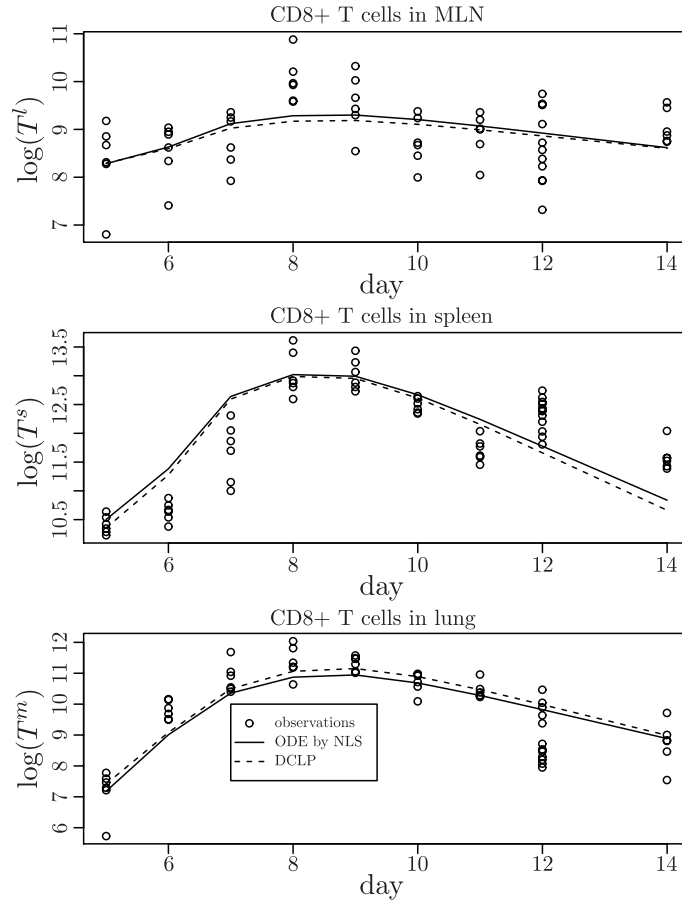 CD8+ T cells in MLN
log(T^l)
11
10
9
8
7
6 8 10 12 14
day
CD8+ T cells in spleen
log(T^s)
13.5
12.5
11.5
10.5
6 8 10 12 14
day
CD8+ T cells in lung
log(T^m)
12
11
10
9
8
7
6
observations
ODE by NLS
DCLP
6 8 10 12 14
day